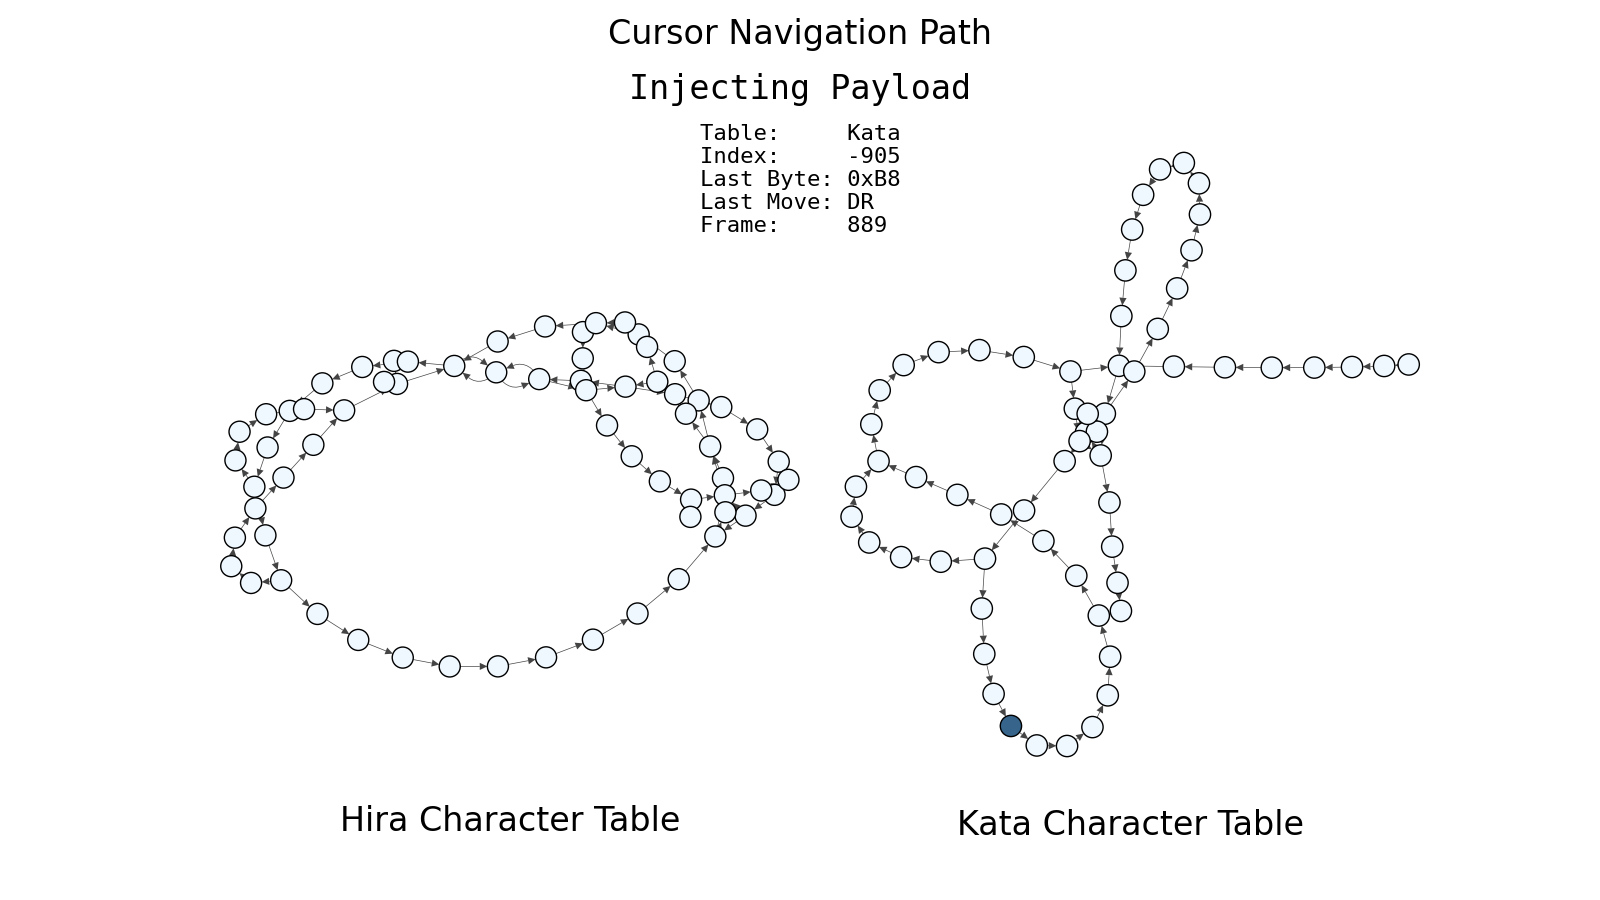 Cursor Navigation Path
Injecting Payload
Table: Kata
Index: -905
Last Byte: 0xB8
Last Move: DR
Frame: 889
Hira Character Table
Kata Character Table